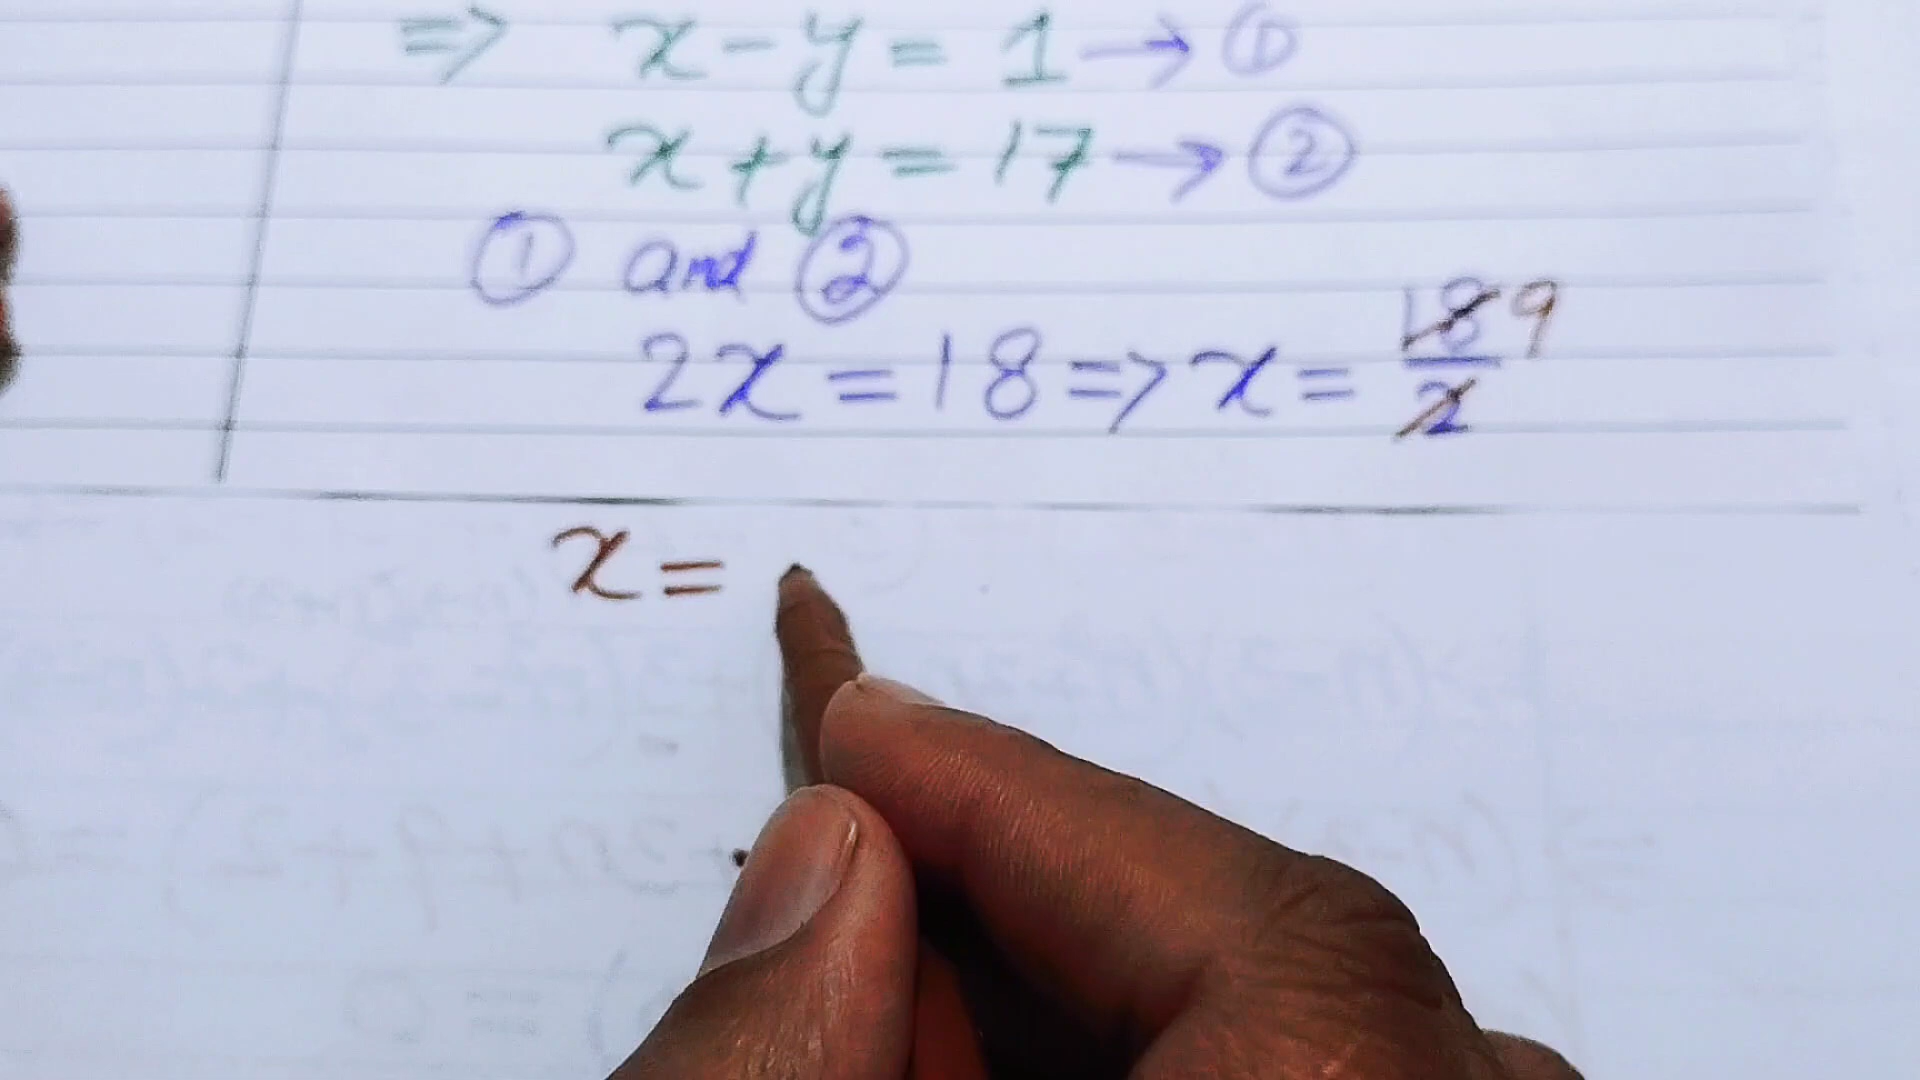 => x - y = 1 → ①
x + y = 17 → ②
① and ②
2x = 18 => x = 18/2 9
x =